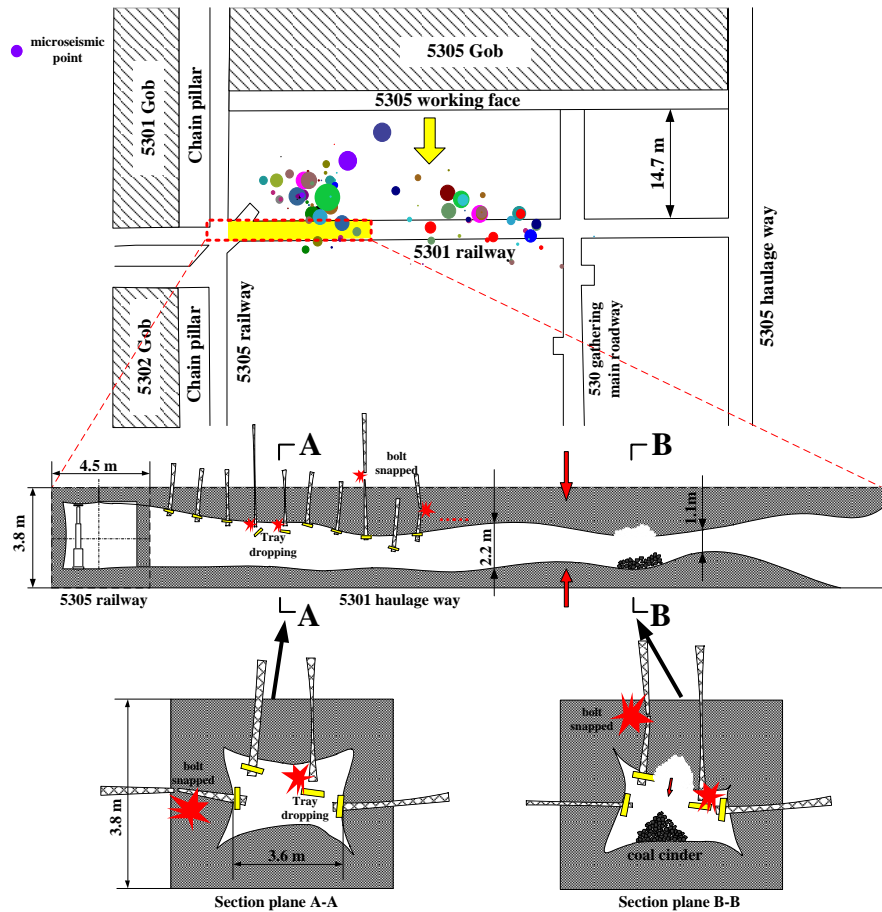 microseismic
point
5305 Gob
5301 Gob
Chain pillar
5305 working face
14.7 m
5301 railway
5302 Gob
Chain pillar
5305 railway
530 gathering
main roadway
5305 haulage way
A
B
bolt
snapped
4.5 m
3.8 m
Tray
dropping
2.2 m
1.1m
5305 railway
A
5301 haulage way
B
bolt
snapped
Tray
dropping
3.8 m
3.6 m
Section plane A-A
bolt
snapped
coal cinder
Section plane B-B